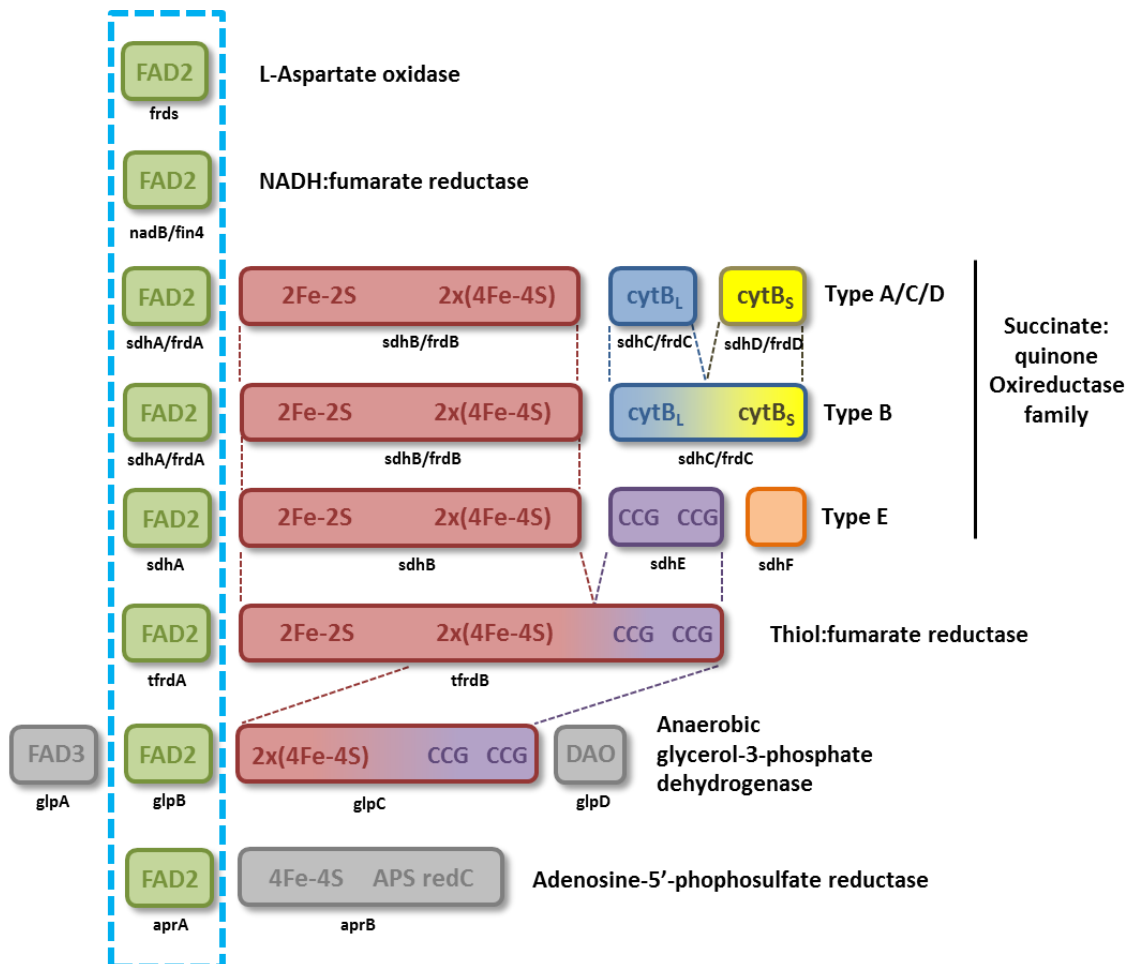 FAD2 L-Aspartate oxidase
frds
FAD2 NADH:fumarate reductase
nadB/fin4
FAD2 2Fe-2S 2x(4Fe-4S) cytB_L cytB_S Type A/C/D
sdhA/frdA sdhB/frdB sdhC/frdC sdhD/frdD
FAD2 2Fe-2S 2x(4Fe-4S) cytB_L cytB_S Type B
sdhA/frdA sdhB/frdB sdhC/frdC
FAD2 2Fe-2S 2x(4Fe-4S) CCG CCG Type E
sdhA sdhB sdhE sdhF
Succinate:
quinone
Oxireductase
family
FAD2 2Fe-2S 2x(4Fe-4S) CCG CCG Thiol:fumarate reductase
tfrdA tfrdB
FAD3 FAD2 2x(4Fe-4S) CCG CCG DAO
glpA glpB glpC glpD
Anaerobic
glycerol-3-phosphate
dehydrogenase
FAD2 4Fe-4S APS redC Adenosine-5’-phophosulfate reductase
aprA aprB